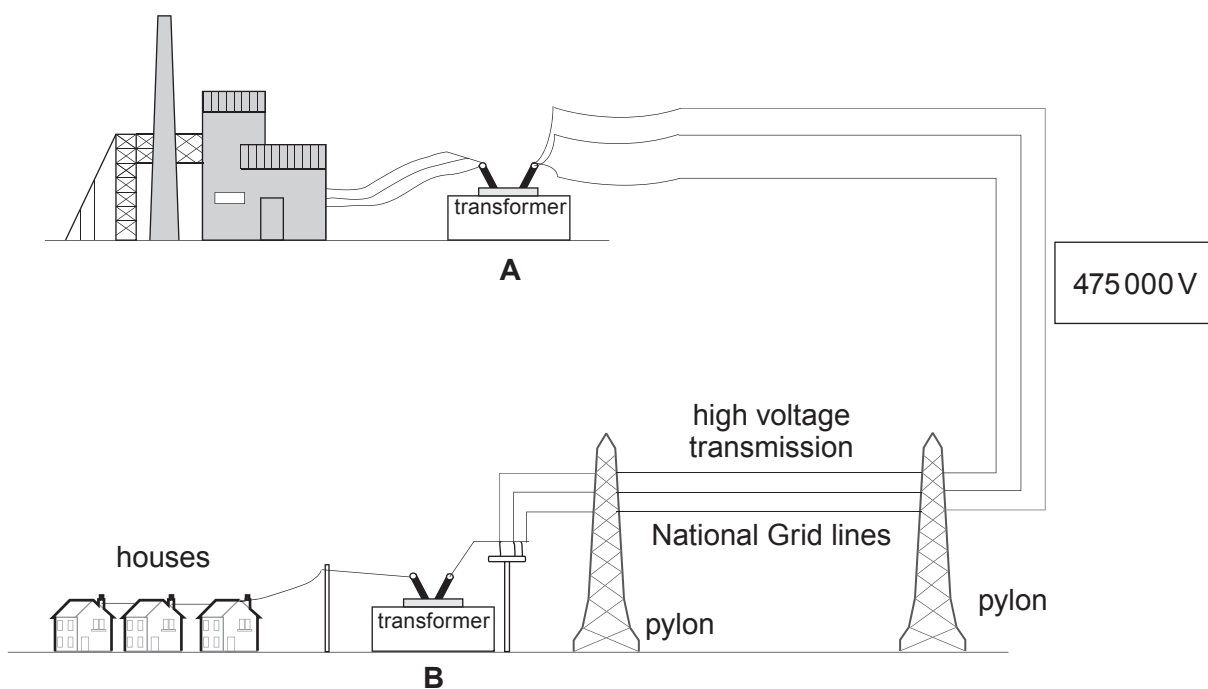 transformer
A
475 000 V
high voltage
transmission
National Grid lines
houses
pylon
pylon
transformer
B